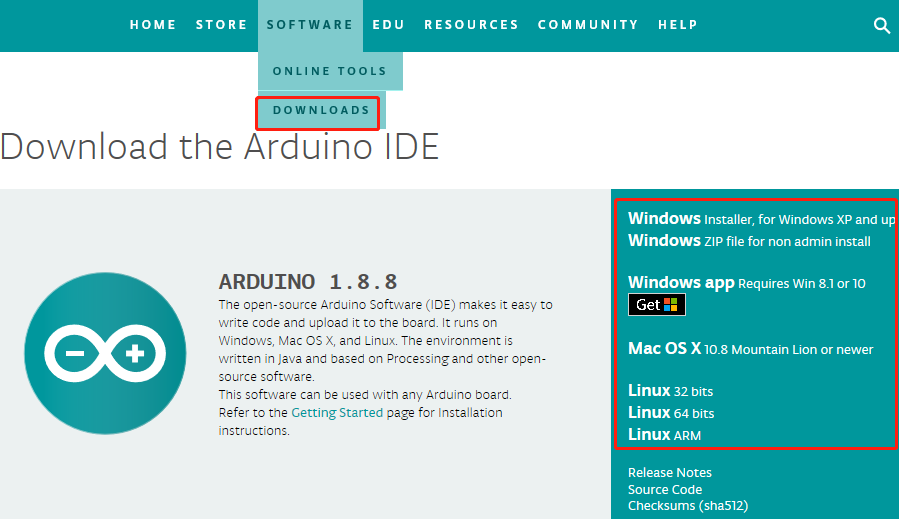 HOME STORE SOFTWARE EDU RESOURCES COMMUNITY HELP
ONLINE TOOLS
DOWNLOADS
Download the Arduino IDE
ARDUINO 1.8.8
The open-source Arduino Software (IDE) makes it easy to
write code and upload it to the board. It runs on
Windows, Mac OS X, and Linux. The environment is
written in Java and based on Processing and other open-
source software.
This software can be used with any Arduino board.
Refer to the Getting Started page for Installation
instructions.
Windows Installer, for Windows XP and up
Windows ZIP file for non admin install
Windows app Requires Win 8.1 or 10
Get
Mac OS X 10.8 Mountain Lion or newer
Linux 32 bits
Linux 64 bits
Linux ARM
Release Notes
Source Code
Checksums (sha512)